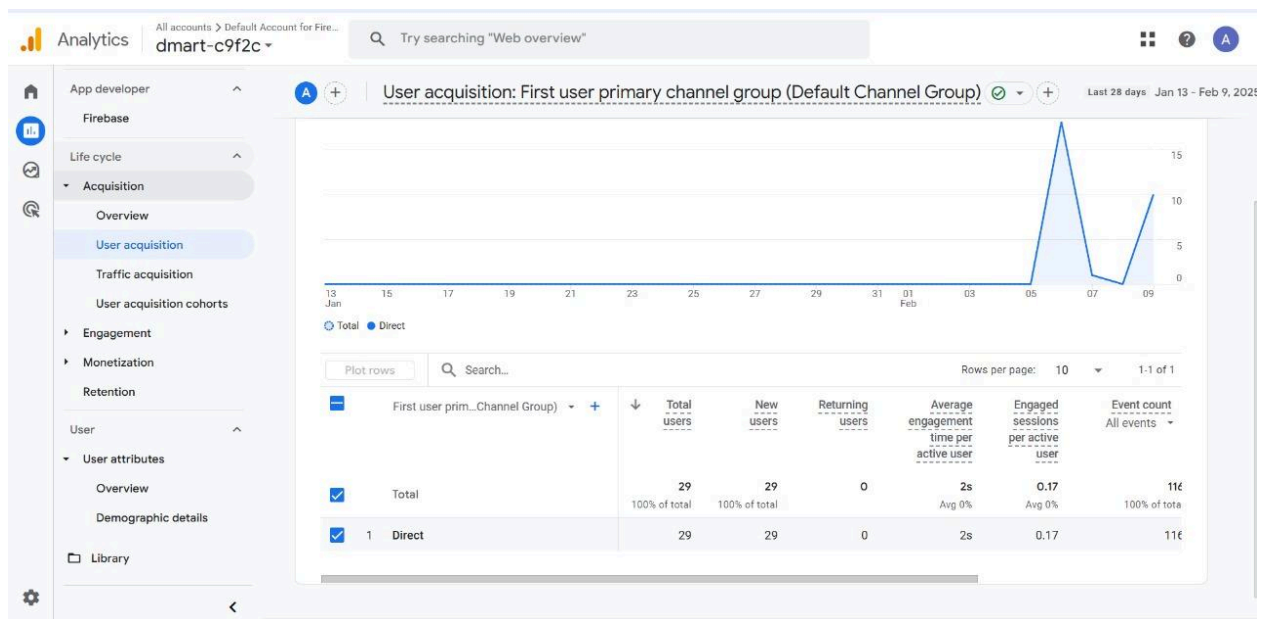 All accounts > Default Account for Fire...
Analytics
dmart-c9f2c
Try searching "Web overview"
A
App developer
Firebase
Life cycle
Acquisition
Overview
User acquisition
Traffic acquisition
User acquisition cohorts
Engagement
Monetization
Retention
User
User attributes
Overview
Demographic details
Library
A
User acquisition: First user primary channel group (Default Channel Group)
Last 28 days Jan 13 - Feb 9, 2025
15
10
5
0
13 15 17 19 21 23 25 27 29 31 01 03 05 07 09
Jan Feb
Total Direct
Plot rows Search... Rows per page: 10 1-1 of 1
First user prim...Channel Group)
Total users
New users
Returning users
Average engagement time per active user
Engaged sessions per active user
Event count
All events
Total 29 29 0 2s 0.17 116
100% of total 100% of total Avg 0% Avg 0% 100% of tota
1 Direct 29 29 0 2s 0.17 116